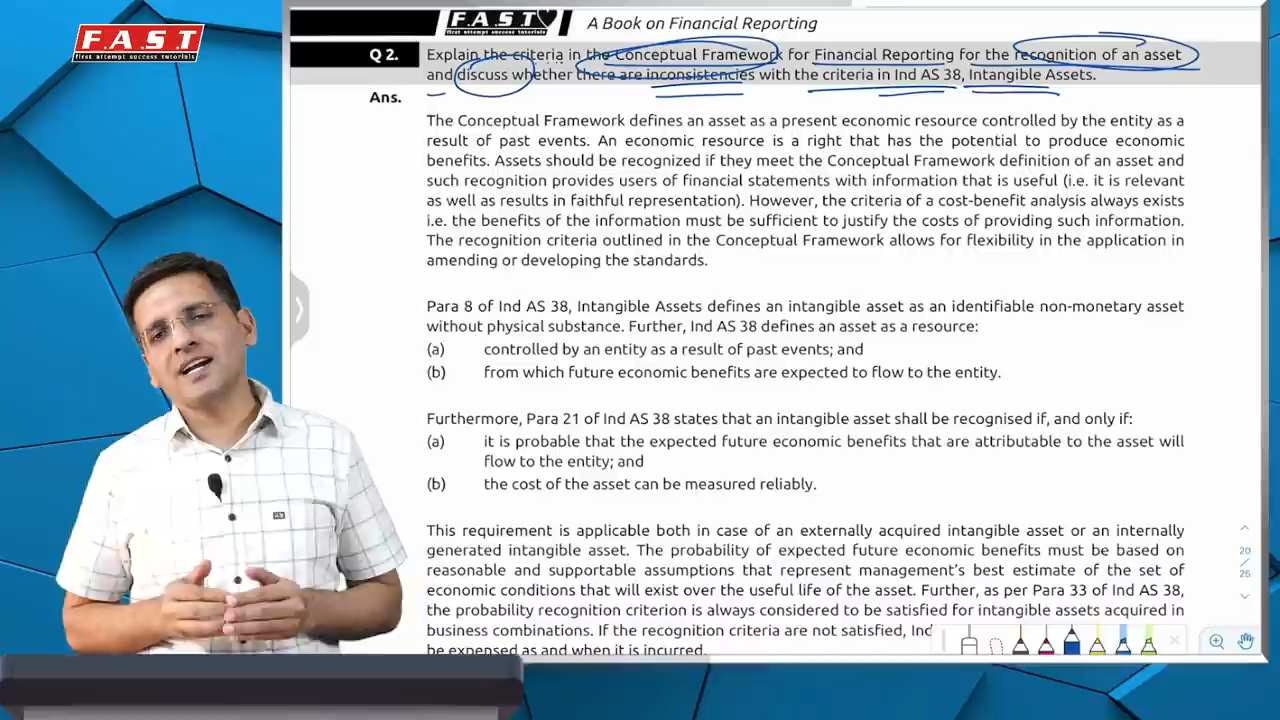 F.A.S.T
first attempt success tutorials
F.A.S.T
first attempt success tutorials
A Book on Financial Reporting
Q 2.
Explain the criteria in the Conceptual Framework for Financial Reporting for the recognition of an asset
and discuss whether there are inconsistencies with the criteria in Ind AS 38, Intangible Assets.
Ans.
The Conceptual Framework defines an asset as a present economic resource controlled by the entity as a
result of past events. An economic resource is a right that has the potential to produce economic
benefits. Assets should be recognized if they meet the Conceptual Framework definition of an asset and
such recognition provides users of financial statements with information that is useful (i.e. it is relevant
as well as results in faithful representation). However, the criteria of a cost-benefit analysis always exists
i.e. the benefits of the information must be sufficient to justify the costs of providing such information.
The recognition criteria outlined in the Conceptual Framework allows for flexibility in the application in
amending or developing the standards.
Para 8 of Ind AS 38, Intangible Assets defines an intangible asset as an identifiable non-monetary asset
without physical substance. Further, Ind AS 38 defines an asset as a resource:
(a) controlled by an entity as a result of past events; and
(b) from which future economic benefits are expected to flow to the entity.
Furthermore, Para 21 of Ind AS 38 states that an intangible asset shall be recognised if, and only if:
(a) it is probable that the expected future economic benefits that are attributable to the asset will
flow to the entity; and
(b) the cost of the asset can be measured reliably.
This requirement is applicable both in case of an externally acquired intangible asset or an internally
generated intangible asset. The probability of expected future economic benefits must be based on
reasonable and supportable assumptions that represent management's best estimate of the set of
economic conditions that will exist over the useful life of the asset. Further, as per Para 33 of Ind AS 38,
the probability recognition criterion is always considered to be satisfied for intangible assets acquired in
business combinations. If the recognition criteria are not satisfied, Ind
be expensed as and when it is incurred.
20
25